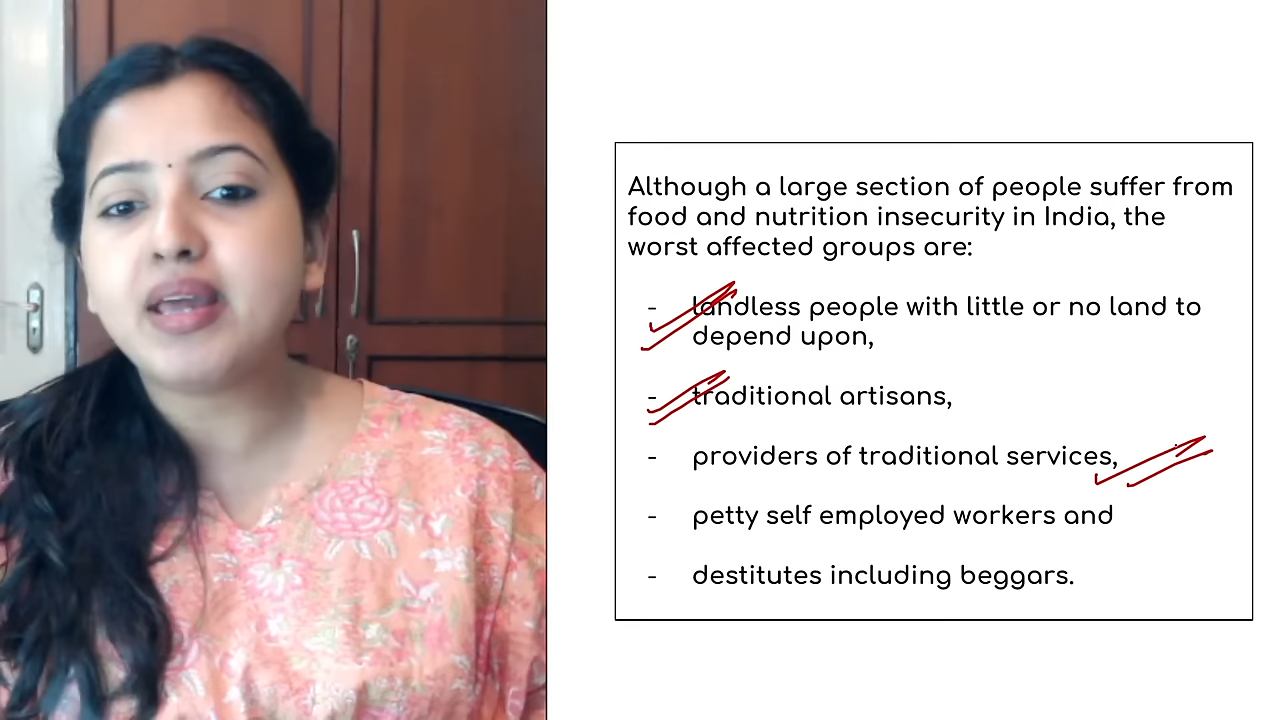 Although a large section of people suffer from
food and nutrition insecurity in India, the
worst affected groups are:
- landless people with little or no land to
depend upon,
- traditional artisans,
- providers of traditional services,
- petty self employed workers and
- destitutes including beggars.